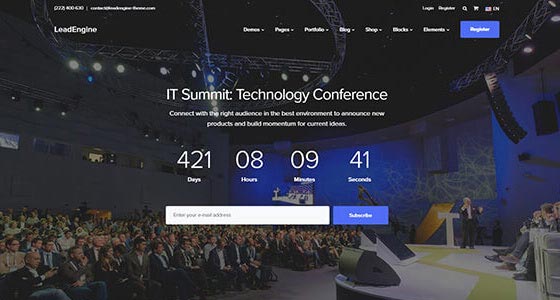 (222) 400-630 | contact@leadengine-theme.com
Login Register EN
LeadEngine
Demos Pages Portfolio Blog Shop Blocks Elements Register
IT Summit: Technology Conference
Connect with the right audience in the best environment to announce new
products and build momentum for current ideas.
421 08 09 41
Days Hours Minutes Seconds
Enter your e-mail address Subscribe